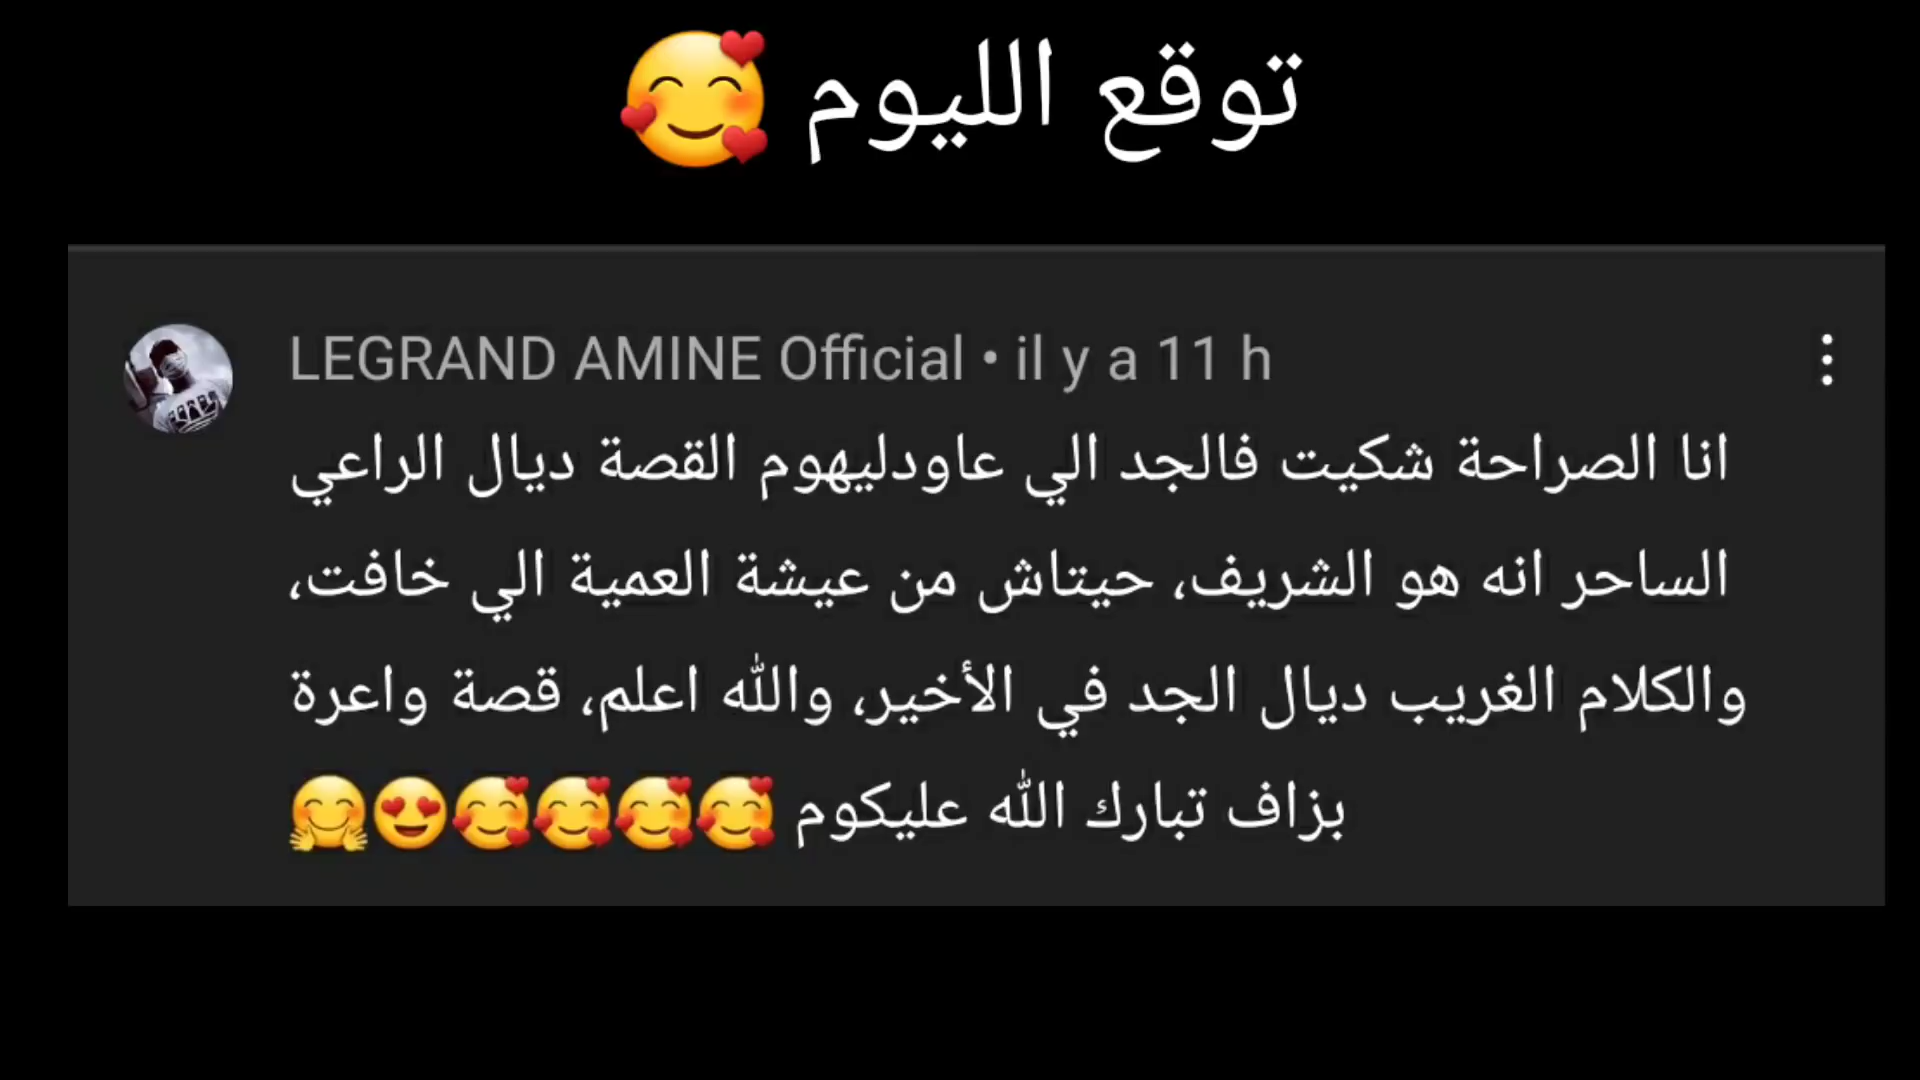 توقع الليوم 🥰
LEGRAND AMINE Official • il y a 11 h
انا الصراحة شكيت فالجد الي عاودليهوم القصة ديال الراعي
الساحر انه هو الشريف، حيتاش من عيشة العمية الي خافت،
والكلام الغريب ديال الجد في الأخير، والله اعلم، قصة واعرة
بزاف تبارك الله عليكوم 🥰🥰🥰🥰😍🤗